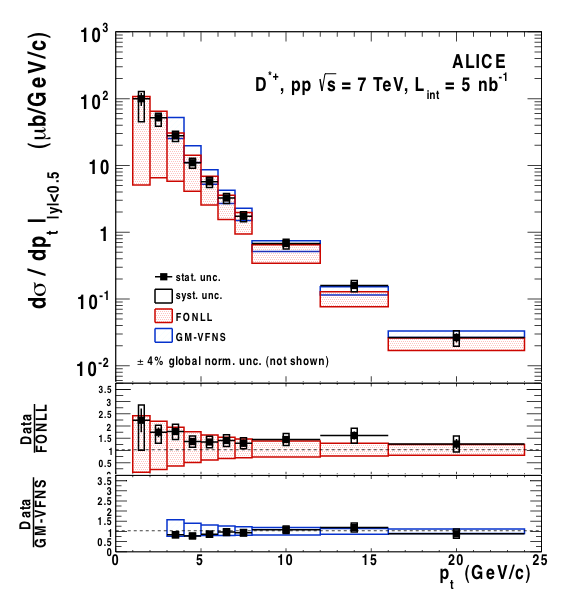 ALICE
D*+, pp √s = 7 TeV, Lint = 5 nb-1
dσ / dpt ||y|<0.5 (μb/GeV/c)
10^3
10^2
10
1
10^-1
10^-2
stat. unc.
syst. unc.
FONLL
GM-VFNS
± 4% global norm. unc. (not shown)
Data
FONLL
3.5
3
2.5
2
1.5
1
0.5
Data
GM-VFNS
3.5
3
2.5
2
1.5
1
0.5
0
0 5 10 15 20 25
pt (GeV/c)